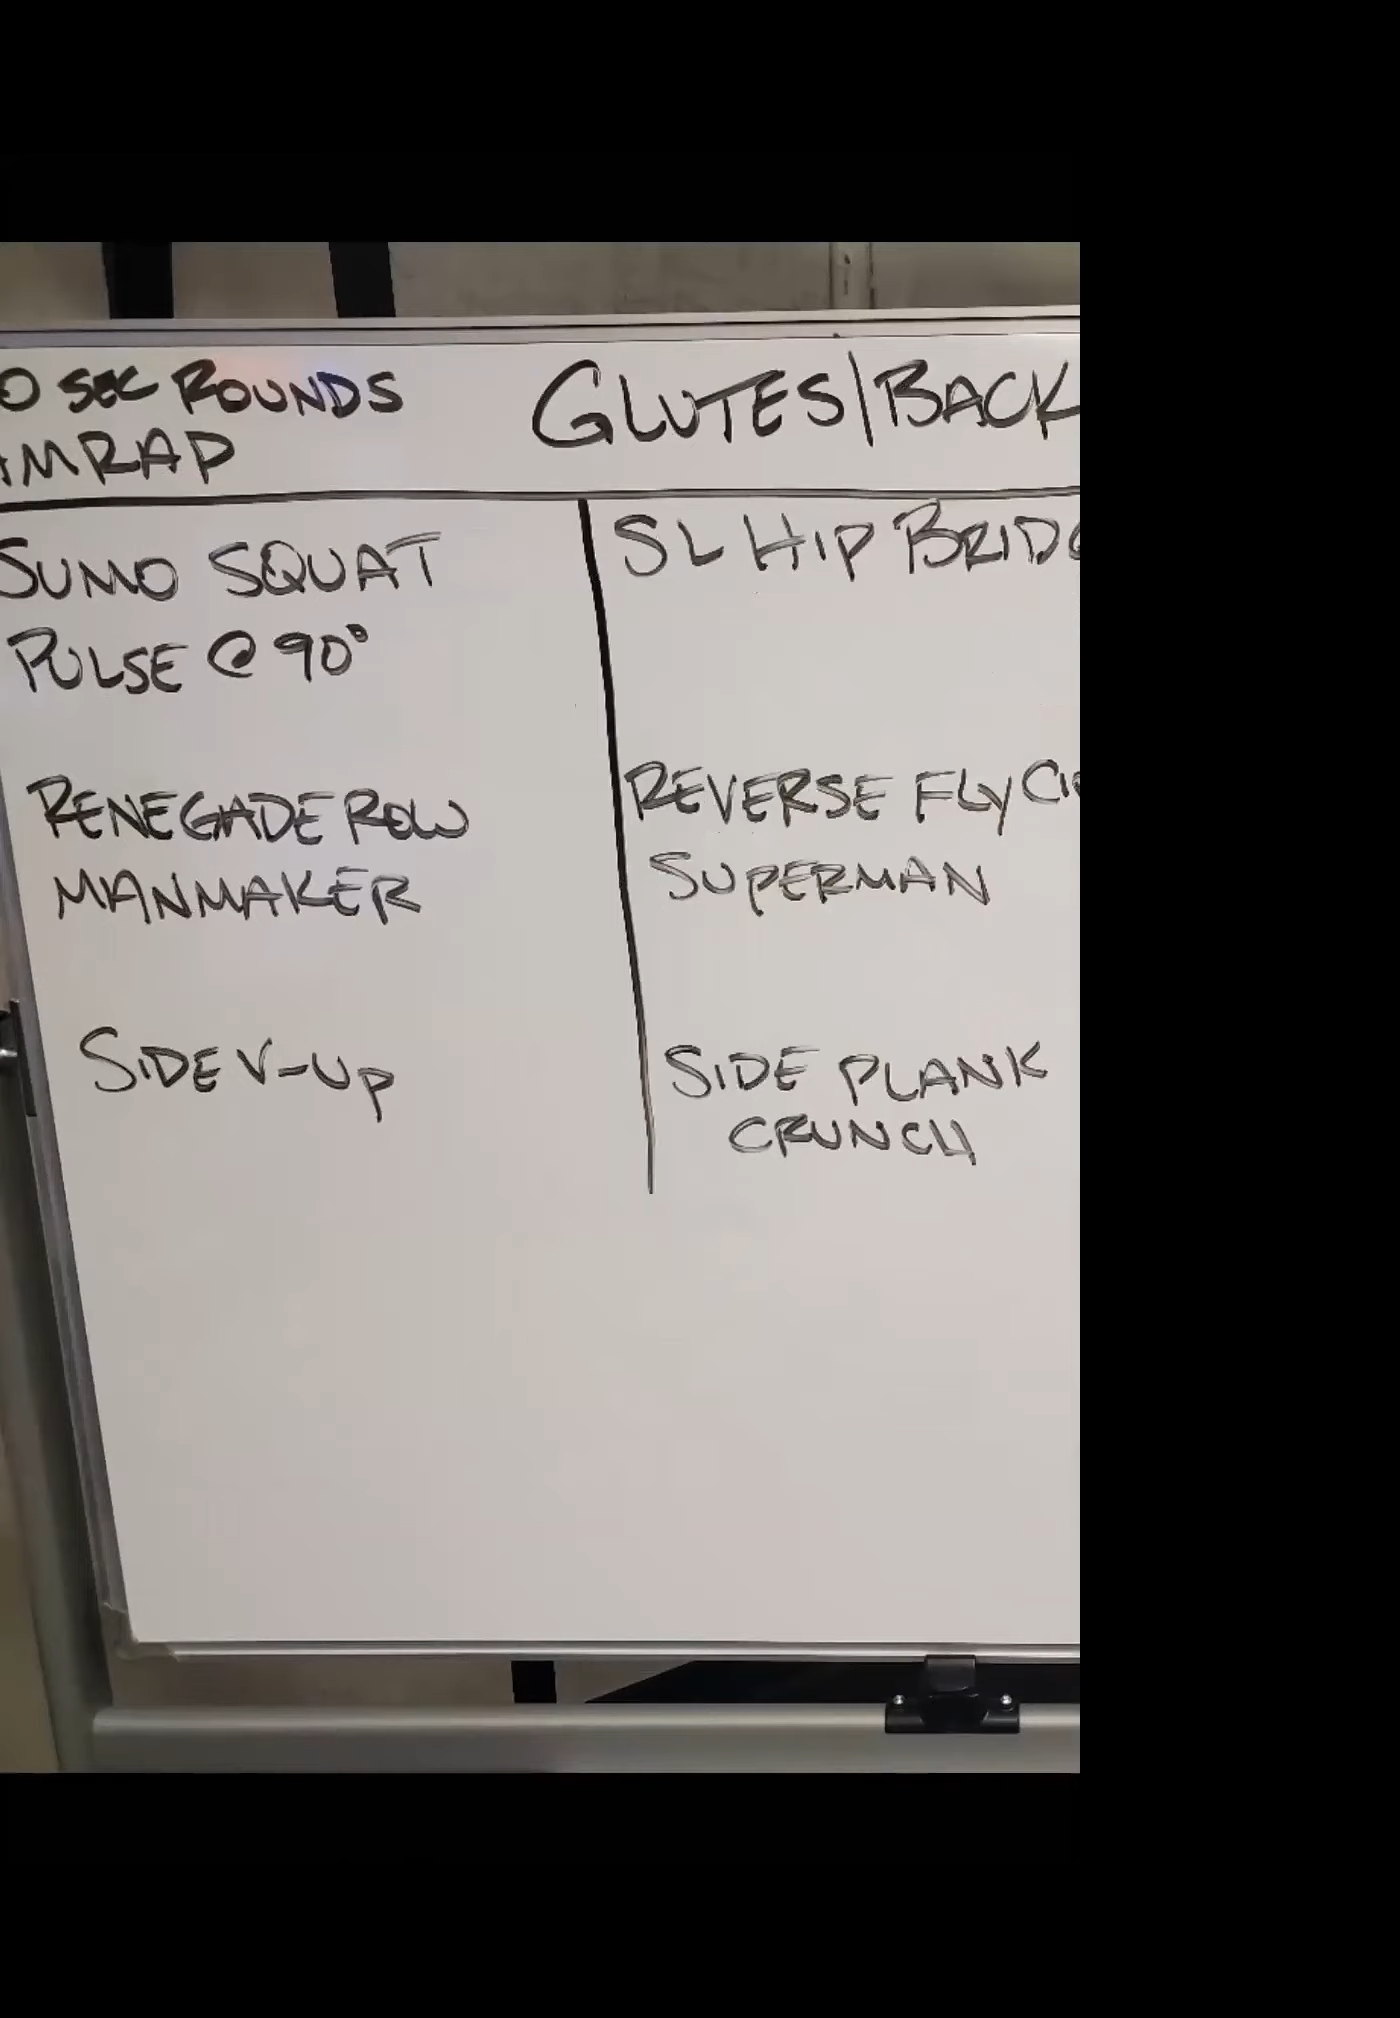 SEC ROUNDS
GLUTES/BACK
SUMO SQUAT
PULSE @ 90°
RENEGADE ROW
MANMAKER
SIDE V-UP
SL HIP
REVERSE FLY
SUPERMAN
SIDE PLANK
CRUNCH